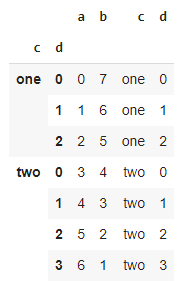 a b c d
c d
one 0 0 7 one 0
1 1 6 one 1
2 2 5 one 2
two 0 3 4 two 0
1 4 3 two 1
2 5 2 two 2
3 6 1 two 3